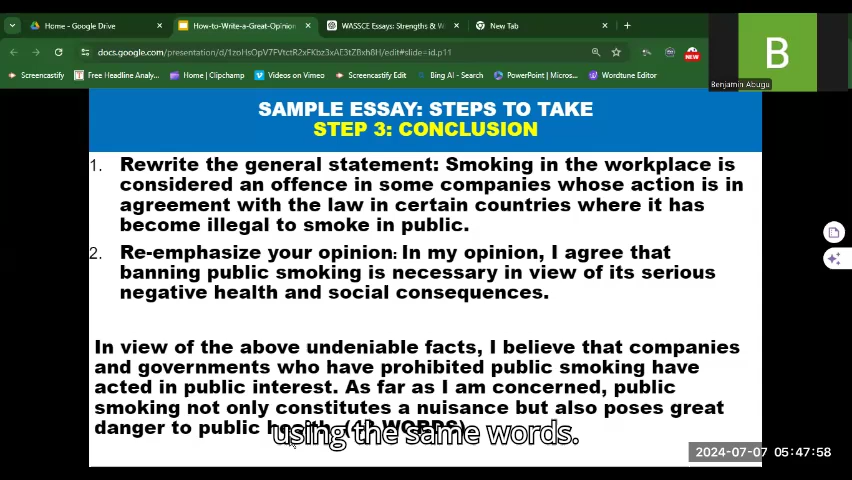 Home - Google Drive
How-to-Write-a-Great-Opinion
WASSCE Essays: Strengths & W
New Tab
docs.google.com/presentation/d/1zoHsOpV7FVtctR2xFKbz3xAE3tZBxh8H/edit#slide=id.p11
Screencastify
Free Headline Analy...
Home | Clipchamp
Videos on Vimeo
Screencastify Edit
Bing AI - Search
PowerPoint | Micros...
Wordtune Editor
NEW
B
Benjamin Abugu
SAMPLE ESSAY: STEPS TO TAKE
STEP 3: CONCLUSION
1. Rewrite the general statement: Smoking in the workplace is
considered an offence in some companies whose action is in
agreement with the law in certain countries where it has
become illegal to smoke in public.
2. Re-emphasize your opinion: In my opinion, I agree that
banning public smoking is necessary in view of its serious
negative health and social consequences.
In view of the above undeniable facts, I believe that companies
and governments who have prohibited public smoking have
acted in public interest. As far as I am concerned, public
smoking not only constitutes a nuisance but also poses great
danger to public health. WORDS)
using the same words.
2024-07-07 05:47:58